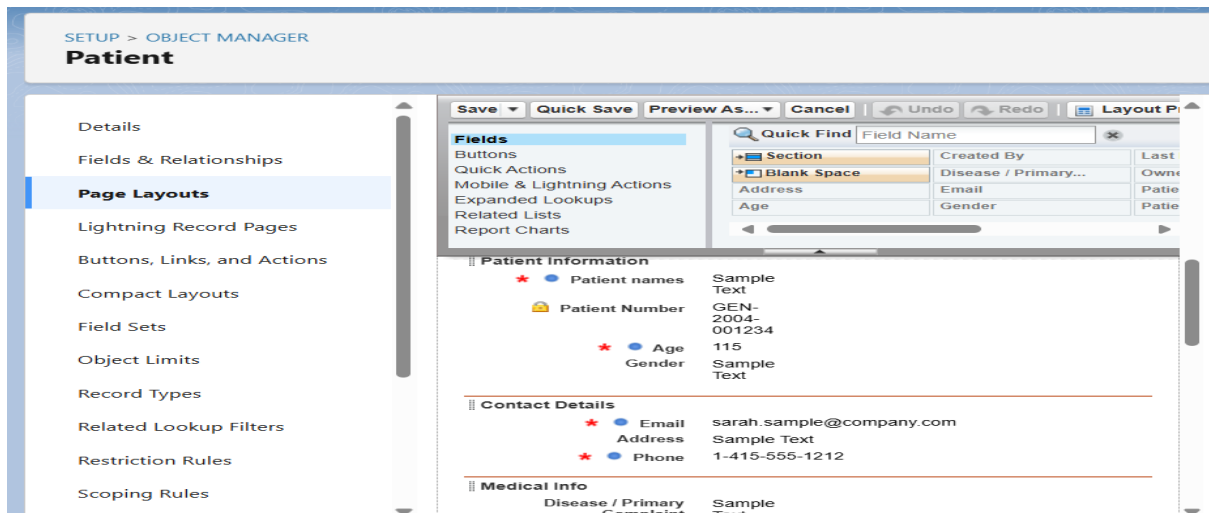 SETUP > OBJECT MANAGER
Patient
Details
Fields & Relationships
Page Layouts
Lightning Record Pages
Buttons, Links, and Actions
Compact Layouts
Field Sets
Object Limits
Record Types
Related Lookup Filters
Restriction Rules
Scoping Rules
Save Quick Save Preview As... Cancel Undo Redo Layout
Fields
Buttons
Quick Actions
Mobile & Lightning Actions
Expanded Lookups
Related Lists
Report Charts
Quick Find Field Name
Section Created By Last
Blank Space Disease / Primary...
Address Email
Age Gender
Patient Information
* Patient names Sample
Text
Patient Number GEN-
2004-
001234
* Age 115
Gender Sample
Text
Contact Details
* Email sarah.sample@company.com
Address Sample Text
* Phone 1-415-555-1212
Medical Info
Disease / Primary Sample